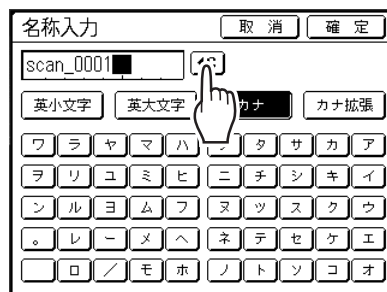 名称入力 取消 確定
scan_0001
英小文字 英大文字 カナ カナ拡張
ワ ラ ヤ マ ハ タ サ カ ア
ヲ リ ユ ミ ヒ ニ チ シ キ イ
ン ル ヨ ム フ ヌ ツ ス ク ウ
。 レ ー メ ヘ ネ テ セ ケ エ
ロ / モ ホ ノ ト ソ コ オ